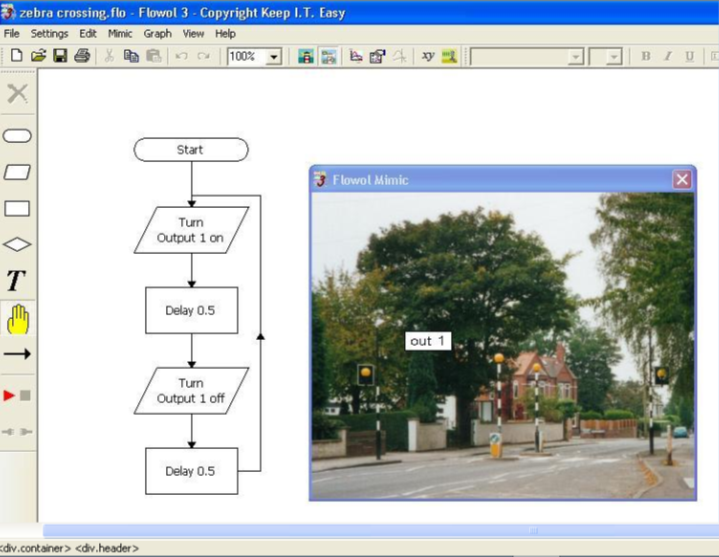 zebra crossing.flo - Flowol 3 - Copyright Keep I.T. Easy
File Settings Edit Mimic Graph View Help
100% xy B I U
Start
Turn
Output 1 on
Delay 0.5
Turn
Output 1 off
Delay 0.5
T
3 Flowol Mimic
out 1
<div.container> <div.header>